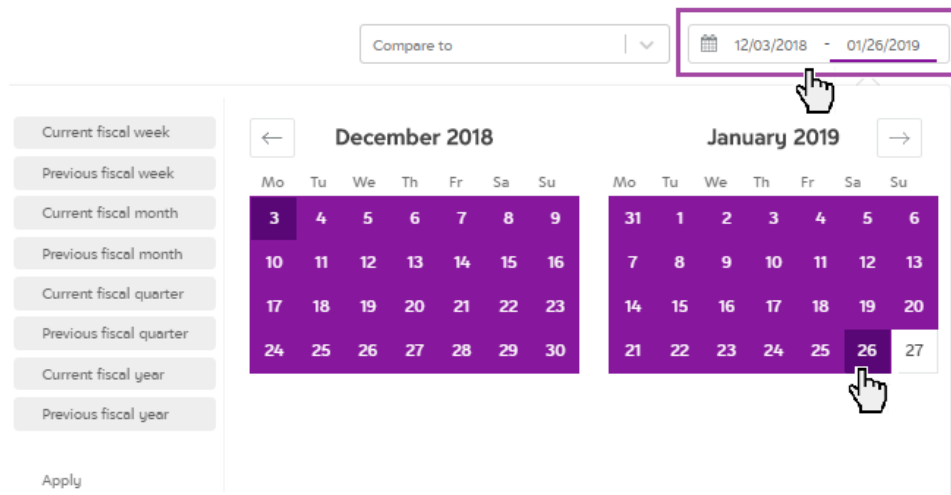 Compare to
12/03/2018 - 01/26/2019
Current fiscal week
Previous fiscal week
Current fiscal month
Previous fiscal month
Current fiscal quarter
Previous fiscal quarter
Current fiscal year
Previous fiscal year
Apply
December 2018
Mo Tu We Th Fr Sa Su
3 4 5 6 7 8 9
10 11 12 13 14 15 16
17 18 19 20 21 22 23
24 25 26 27 28 29 30
January 2019
Mo Tu We Th Fr Sa Su
31 1 2 3 4 5 6
7 8 9 10 11 12 13
14 15 16 17 18 19 20
21 22 23 24 25 26 27